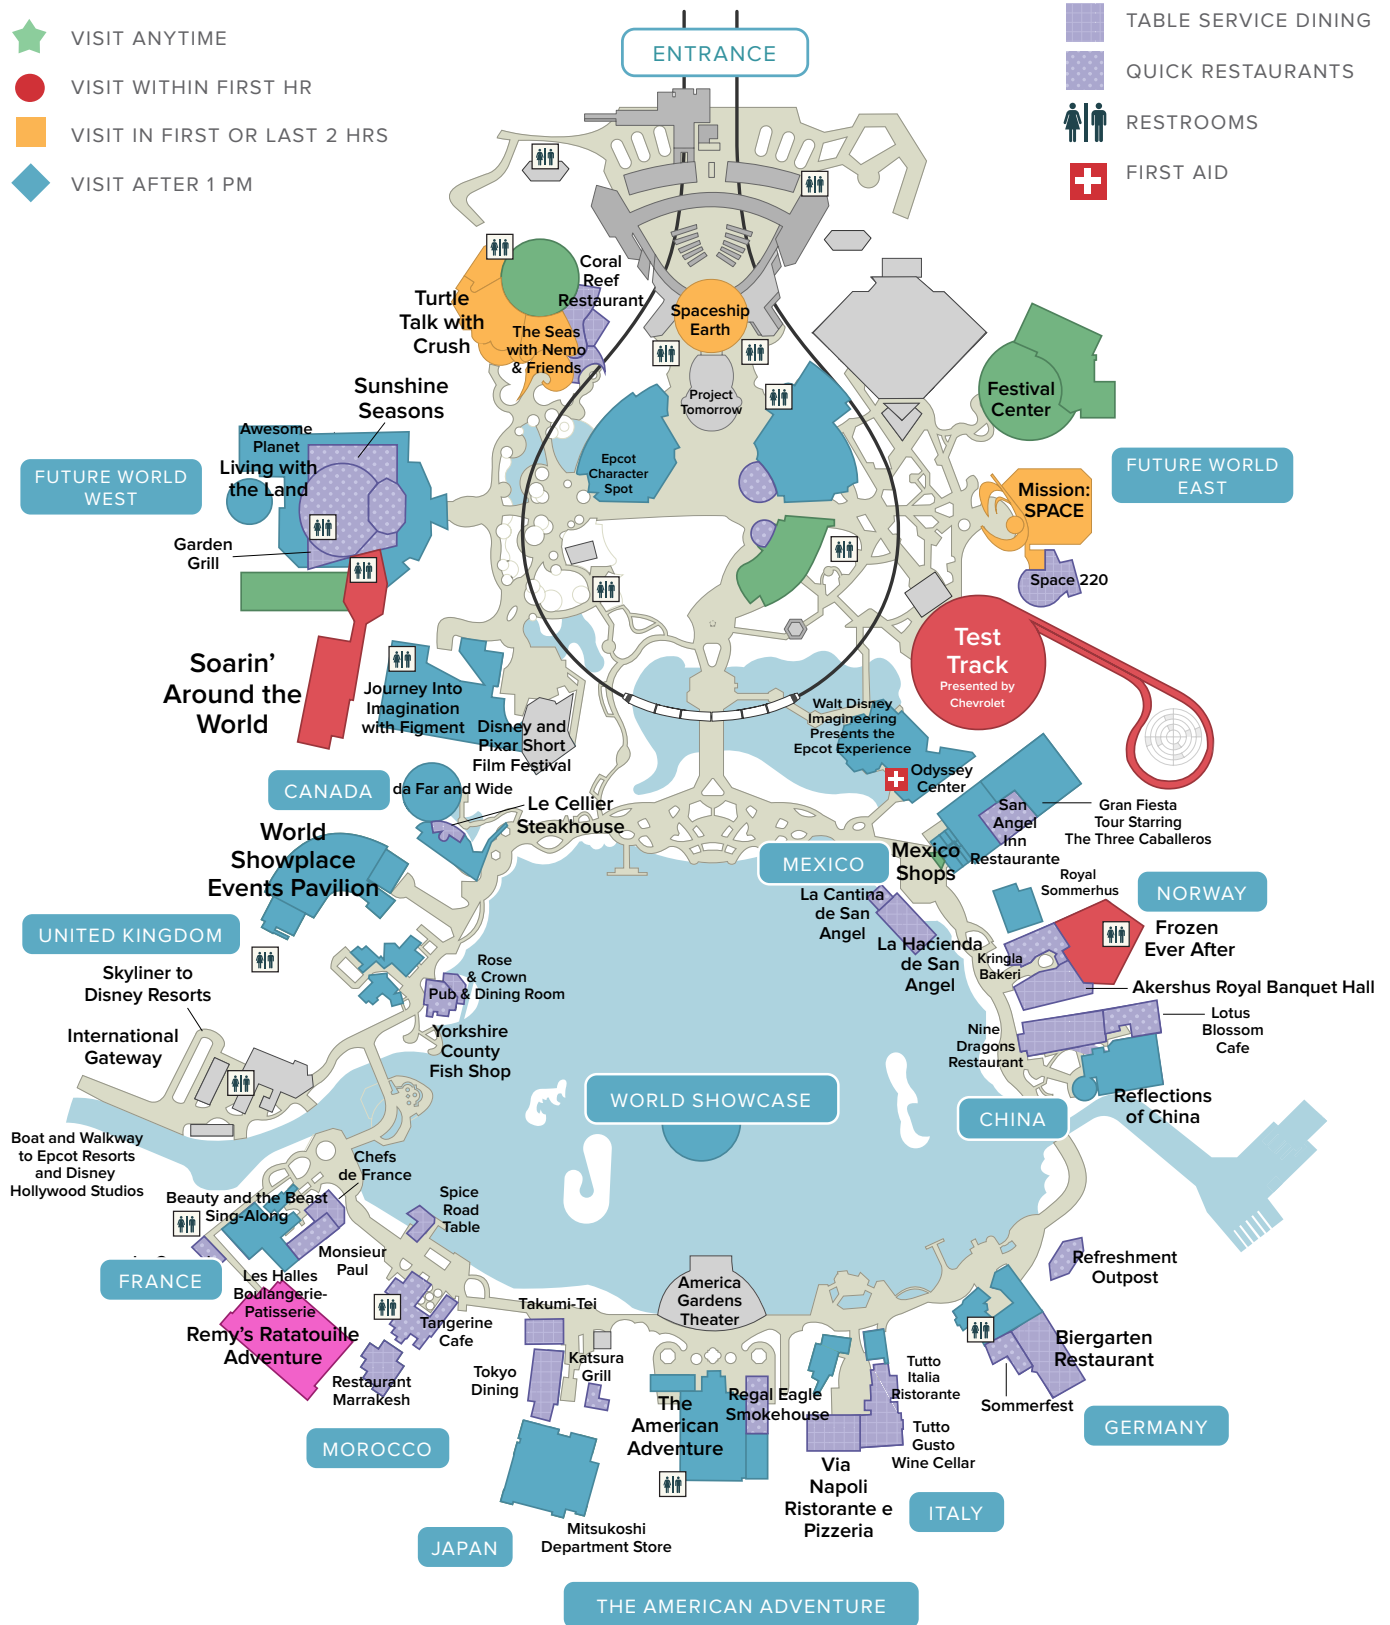 VISIT ANYTIME
VISIT WITHIN FIRST HR
VISIT IN FIRST OR LAST 2 HRS
VISIT AFTER 1 PM
ENTRANCE
TABLE SERVICE DINING
QUICK RESTAURANTS
RESTROOMS
FIRST AID
Coral
Reef
Restaurant
Turtle
Talk with
Crush
The Seas
with Nemo
& Friends
Spaceship
Earth
Project
Tomorrow
Festival
Center
Sunshine
Seasons
Awesome
Planet
Living with
the Land
FUTURE WORLD
WEST
Epcot
Character
Spot
FUTURE WORLD
EAST
Mission:
SPACE
Garden
Grill
Space 220
Soarin'
Around the
World
Test
Track
Presented by
Chevrolet
Journey Into
Imagination
with Figment
Disney and
Pixar Short
Film Festival
Walt Disney
Imagineering
Presents the
Epcot Experience
Odyssey
Center
CANADA
da Far and Wide
Le Cellier
Steakhouse
San
Angel
Inn
Restaurante
Gran Fiesta
Tour Starring
The Three Caballeros
World
Showplace
Events Pavilion
MEXICO
Mexico
Shops
Royal
Sommerhus
NORWAY
La Cantina
de San
Angel
La Hacienda
de San
Angel
Frozen
Ever After
Kringla
Bakeri
Akershus Royal Banquet Hall
UNITED KINGDOM
Skyliner to
Disney Resorts
Rose
& Crown
Pub & Dining Room
International
Gateway
Yorkshire
County
Fish Shop
Nine
Dragons
Restaurant
Lotus
Blossom
Cafe
WORLD SHOWCASE
CHINA
Reflections
of China
Boat and Walkway
to Epcot Resorts
and Disney
Hollywood Studios
Chefs
de France
Beauty and the Beast
Sing-Along
Spice
Road
Table
Monsieur
Paul
FRANCE
Les Halles
Boulangerie-
Patisserie
Remy's Ratatouille
Adventure
Tangerine
Cafe
Restaurant
Marrakesh
MOROCCO
Takumi-Tei
Tokyo
Dining
Katsura
Grill
America
Gardens
Theater
Refreshment
Outpost
The
American
Adventure
Regal Eagle
Smokehouse
Tutto
Italia
Ristorante
Tutto
Gusto
Wine Cellar
Via
Napoli
Ristorante e
Pizzeria
Biergarten
Restaurant
Sommerfest
GERMANY
ITALY
JAPAN
Mitsukoshi
Department Store
THE AMERICAN ADVENTURE